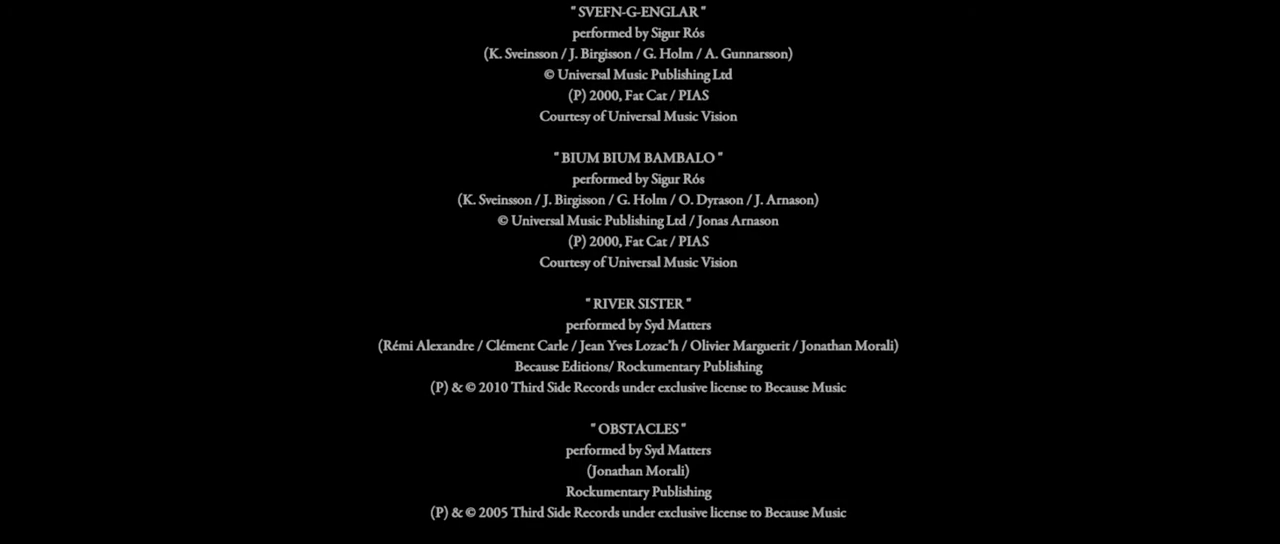 " SVEFN-G-ENGLAR "
performed by Sigur Rós
(K. Sveinsson / J. Birgisson / G. Holm / A. Gunnarsson)
© Universal Music Publishing Ltd
(P) 2000, Fat Cat / PIAS
Courtesy of Universal Music Vision
" BIUM BIUM BAMBALO "
performed by Sigur Rós
(K. Sveinsson / J. Birgisson / G. Holm / O. Dyrason / J. Arnason)
© Universal Music Publishing Ltd / Jonas Arnason
(P) 2000, Fat Cat / PIAS
Courtesy of Universal Music Vision
" RIVER SISTER "
performed by Syd Matters
(Rémi Alexandre / Clément Carle / Jean Yves Lozac'h / Olivier Marguerit / Jonathan Morali)
Because Editions/ Rockumentary Publishing
(P) & © 2010 Third Side Records under exclusive license to Because Music
" OBSTACLES "
performed by Syd Matters
(Jonathan Morali)
Rockumentary Publishing
(P) & © 2005 Third Side Records under exclusive license to Because Music